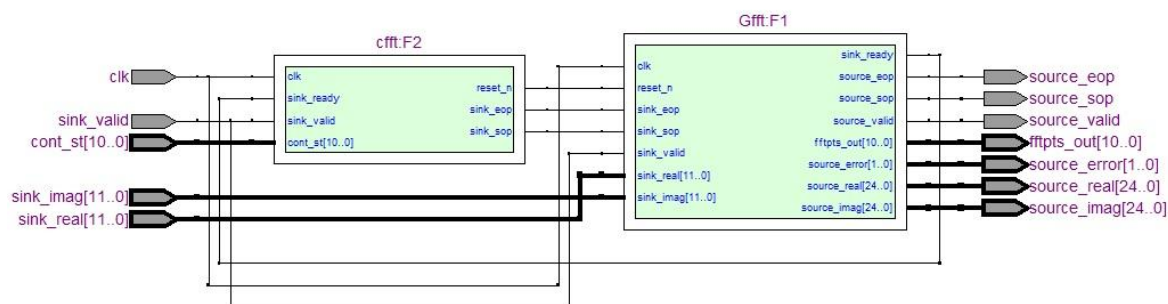 cfft:F2
Gfft:F1
clk
sink_valid
cont_st[10..0]
sink_imag[11..0]
sink_real[11..0]
clk
sink_ready
sink_valid
cont_st[10..0]
reset_n
sink_eop
sink_sop
clk
reset_n
sink_eop
sink_sop
sink_valid
sink_real[11..0]
sink_imag[11..0]
sink_ready
source_eop
source_sop
source_valid
fftpts_out[10..0]
source_error[1..0]
source_real[24..0]
source_imag[24..0]
source_eop
source_sop
source_valid
fftpts_out[10..0]
source_error[1..0]
source_real[24..0]
source_imag[24..0]